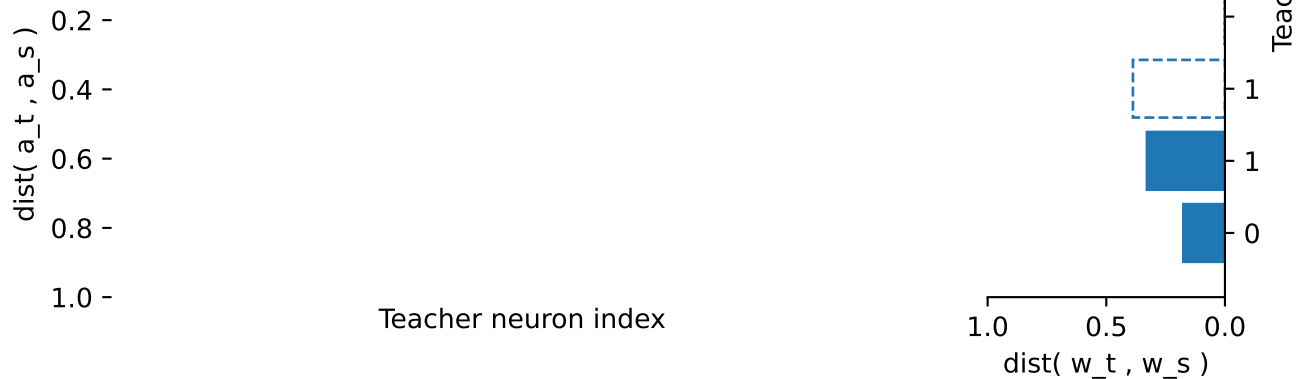 0.2
0.4
0.6
0.8
1.0
dist( a_t , a_s )
Teacher neuron index
1
1
0
1.0 0.5 0.0
dist( w_t , w_s )